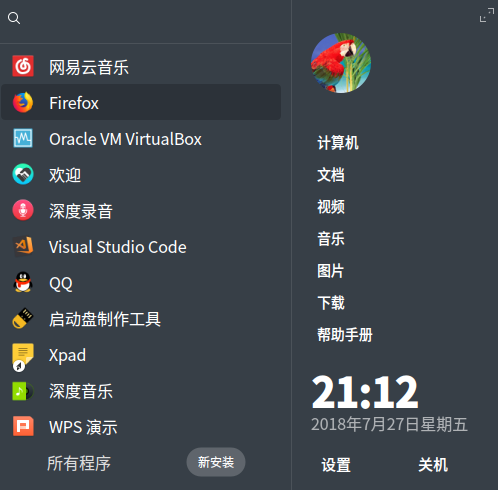 网易云音乐
Firefox
Oracle VM VirtualBox
欢迎
深度录音
Visual Studio Code
QQ
启动盘制作工具
Xpad
深度音乐
WPS 演示
所有程序
新安装
计算机
文档
视频
音乐
图片
下载
帮助手册
21:12
2018年7月27日星期五
设置
关机